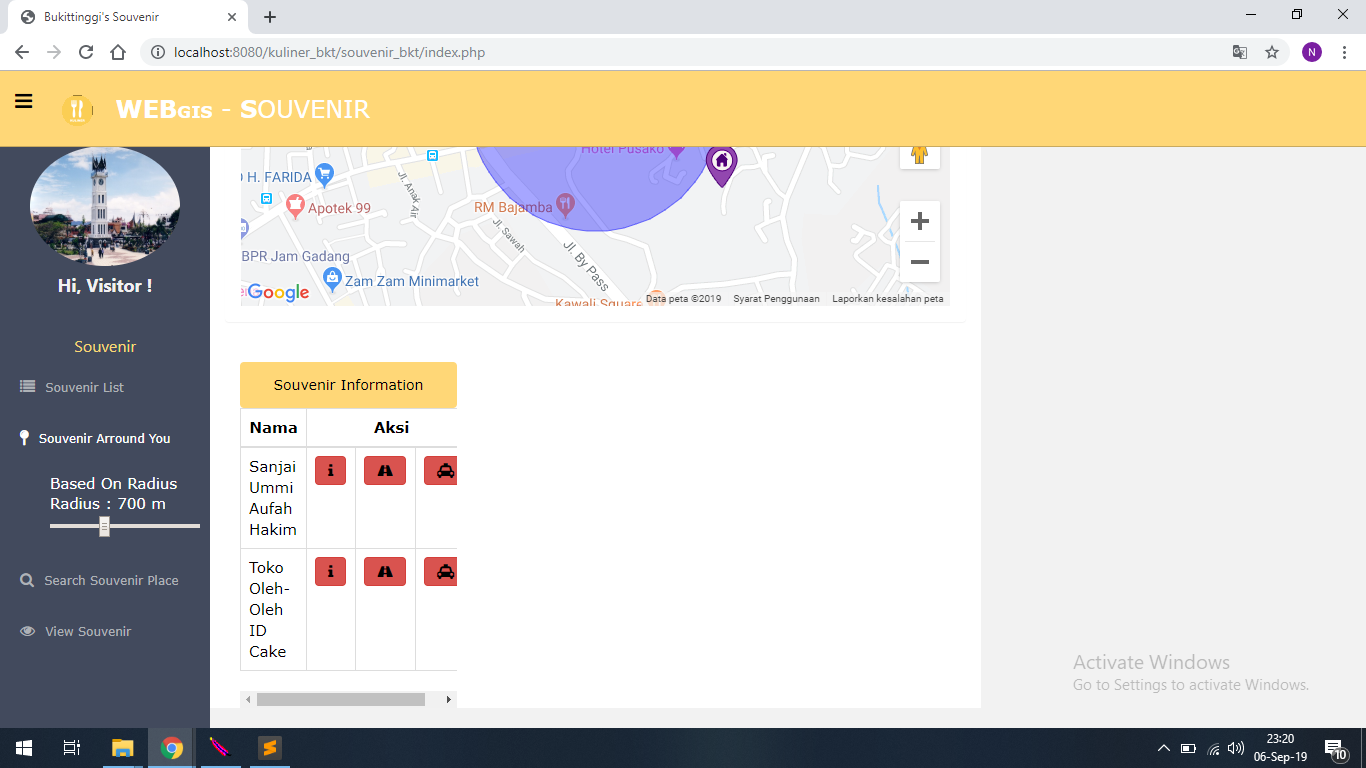 Bukittinggi's Souvenir
localhost:8080/kuliner_bkt/souvenir_bkt/index.php
N
WEBGIS - SOUVENIR
Hi, Visitor !
Souvenir
Souvenir List
Souvenir Arround You
Based On Radius
Radius : 700 m
Search Souvenir Place
View Souvenir
Hotel Pusako
H. FARIDA
Jl. Anak Air
Apotek 99
RM Bajamba
Jl. Sawah
BPR Jam Gadang
Jl. By Pass
Zam Zam Minimarket
Google
Kawali Square
Data peta ©2019 Syarat Penggunaan Laporkan kesalahan peta
Souvenir Information
Nama Aksi
Sanjai
Ummi
Aufah
Hakim
Toko
Oleh-
Oleh
ID
Cake
Activate Windows
Go to Settings to activate Windows.
23:20
06-Sep-19
10